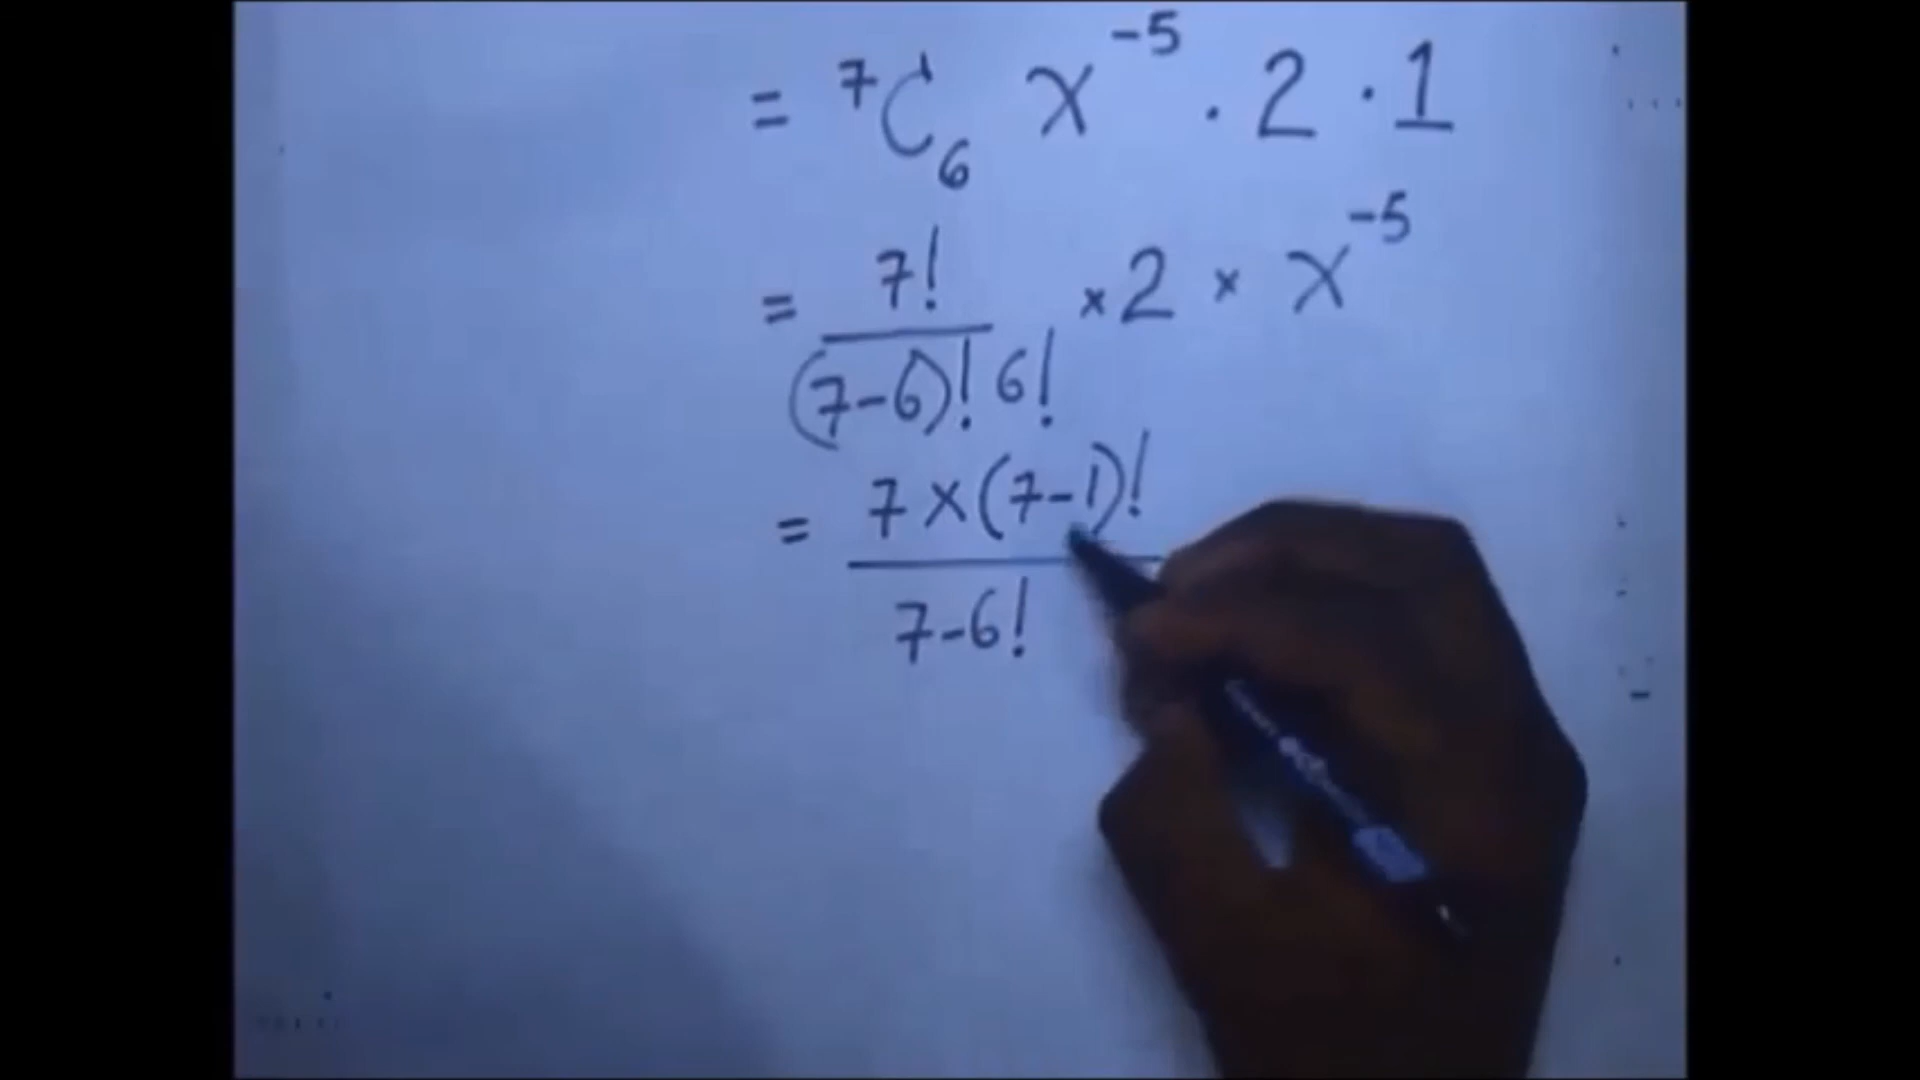 = ⁷C₆ x⁻⁵ . 2 . 1
= 7! / (7-6)! 6! × 2 × x⁻⁵
= 7×(7-1)! / 7-6!